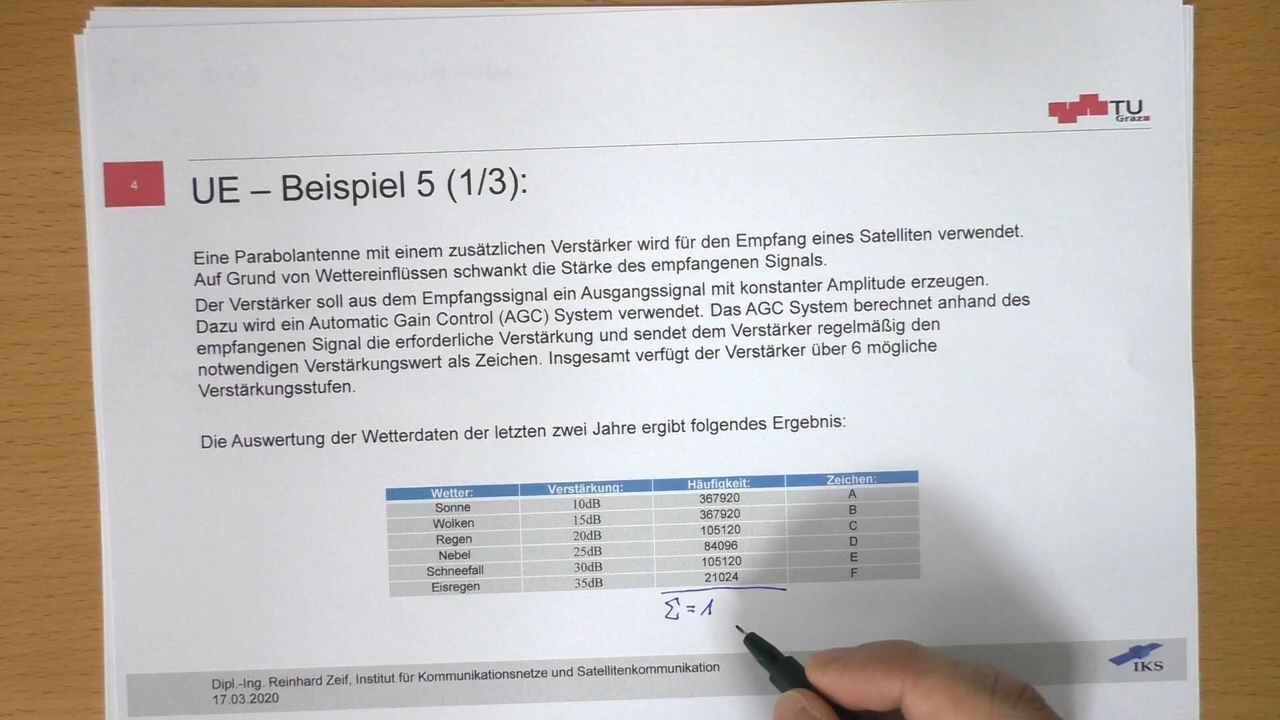 TU
Graz
4
UE – Beispiel 5 (1/3):
Eine Parabolantenne mit einem zusätzlichen Verstärker wird für den Empfang eines Satelliten verwendet.
Auf Grund von Wettereinflüssen schwankt die Stärke des empfangenen Signals.
Der Verstärker soll aus dem Empfangssignal ein Ausgangssignal mit konstanter Amplitude erzeugen.
Dazu wird ein Automatic Gain Control (AGC) System verwendet. Das AGC System berechnet anhand des
empfangenen Signal die erforderliche Verstärkung und sendet dem Verstärker regelmäßig den
notwendigen Verstärkungswert als Zeichen. Insgesamt verfügt der Verstärker über 6 mögliche
Verstärkungsstufen.
Die Auswertung der Wetterdaten der letzten zwei Jahre ergibt folgendes Ergebnis:
Wetter: Verstärkung: Häufigkeit: Zeichen:
Sonne 10dB 367920 A
Wolken 15dB 367920 B
Regen 20dB 105120 C
Nebel 25dB 84096 D
Schneefall 30dB 105120 E
Eisregen 35dB 21024 F
Σ = 1
Dipl.-Ing. Reinhard Zeif, Institut für Kommunikationsnetze und Satellitenkommunikation
17.03.2020
IKS